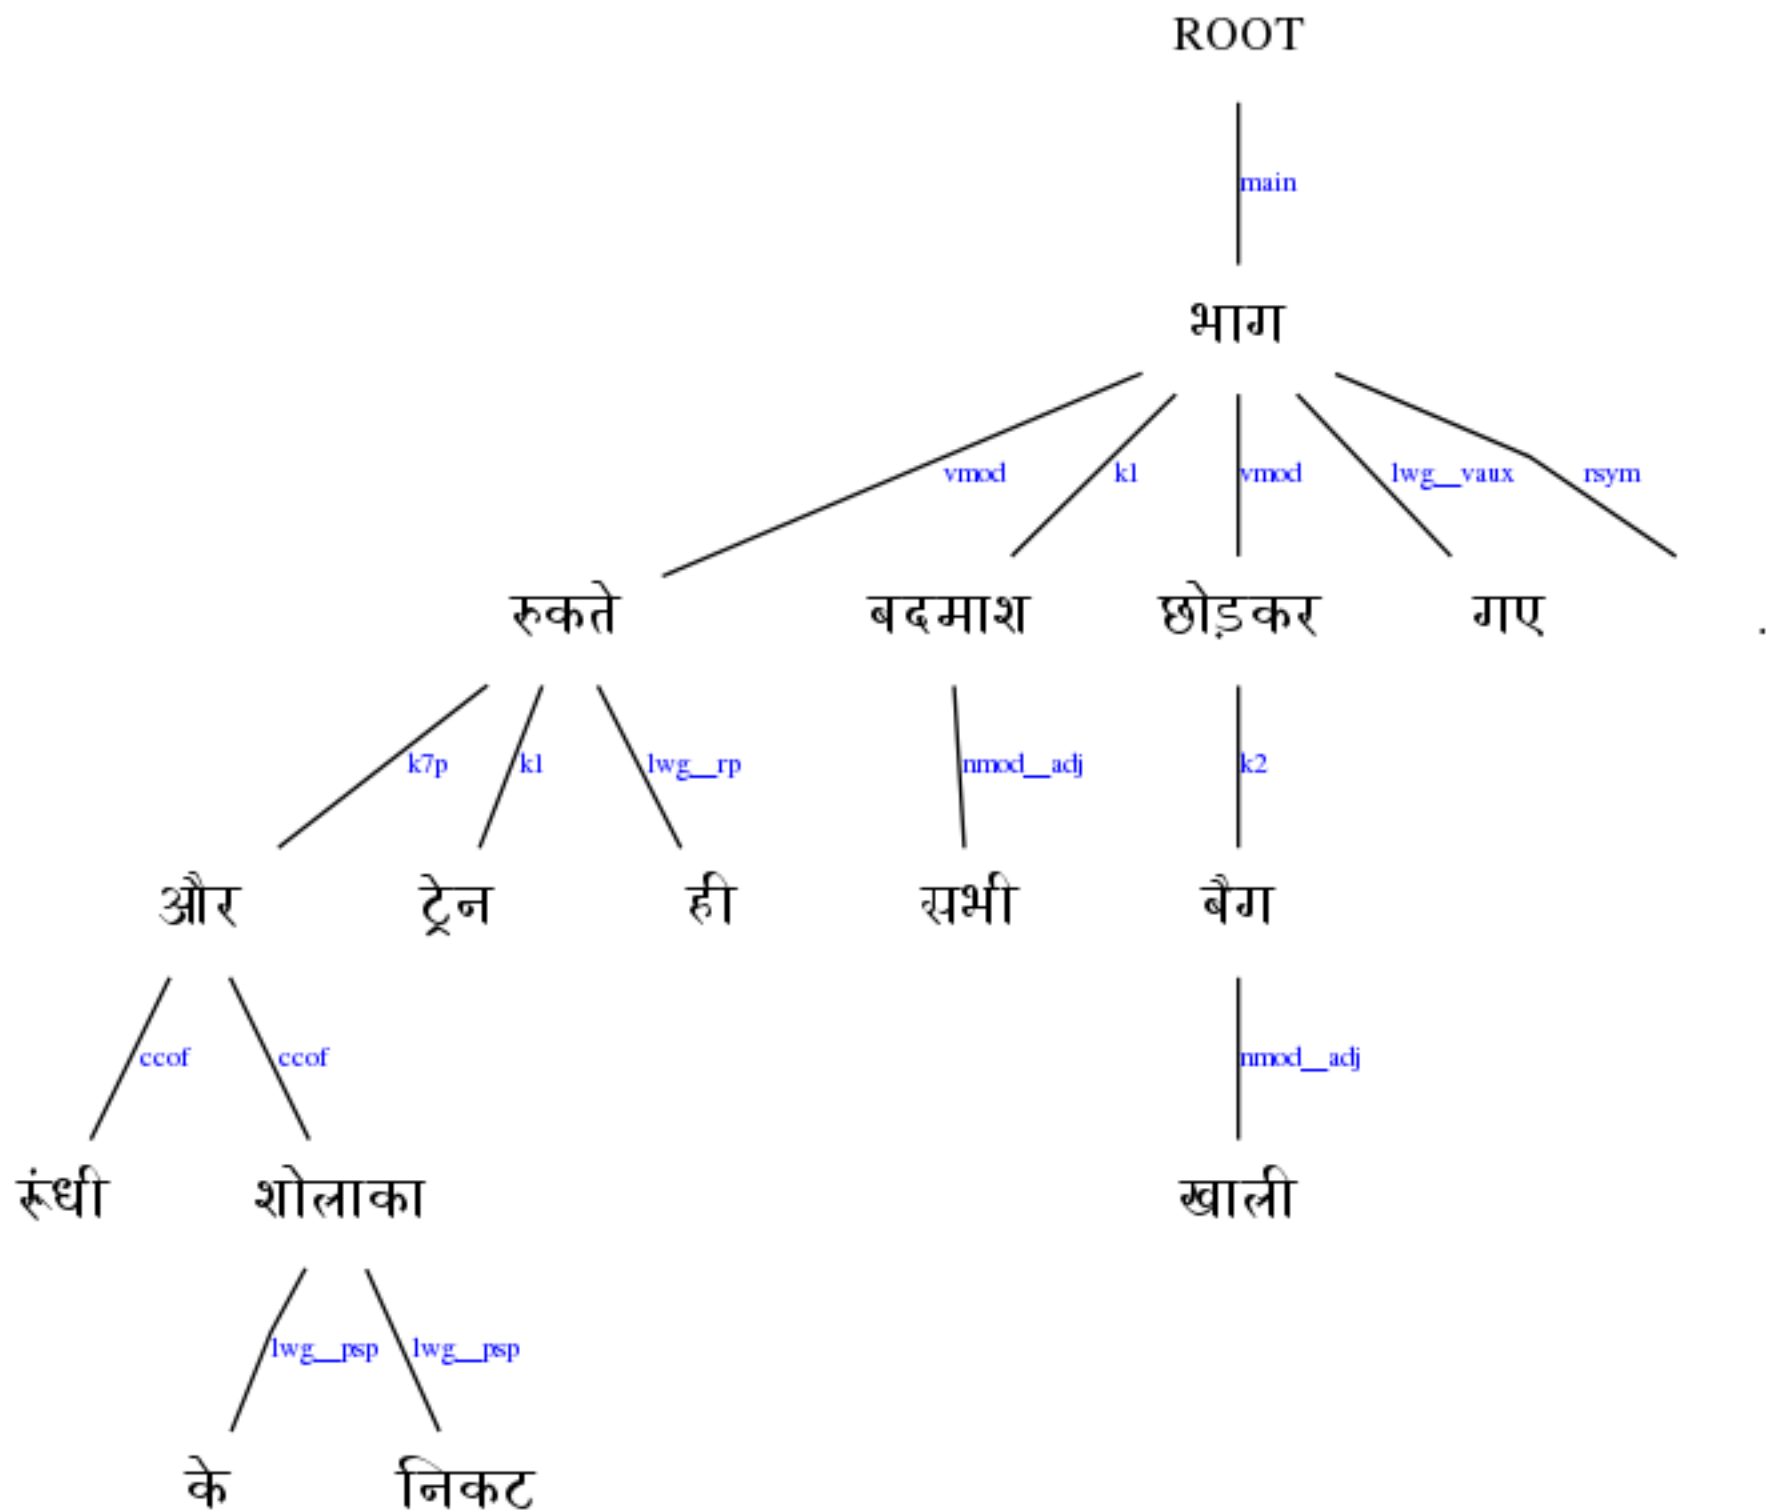 ROOT
main
भाग
vmod k1 vmod lwg__vaux rsym
रुकते बदमाश छोड़कर गए .
k7p k1 lwg__rp nmod__adj k2
और ट्रेन ही सभी बैग
ccof ccof nmod__adj
रूंधी शोलाका खाली
lwg__psp lwg__psp
के निकट